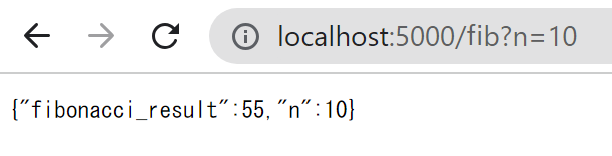 localhost:5000/fib?n=10
{"fibonacci_result":55,"n":10}